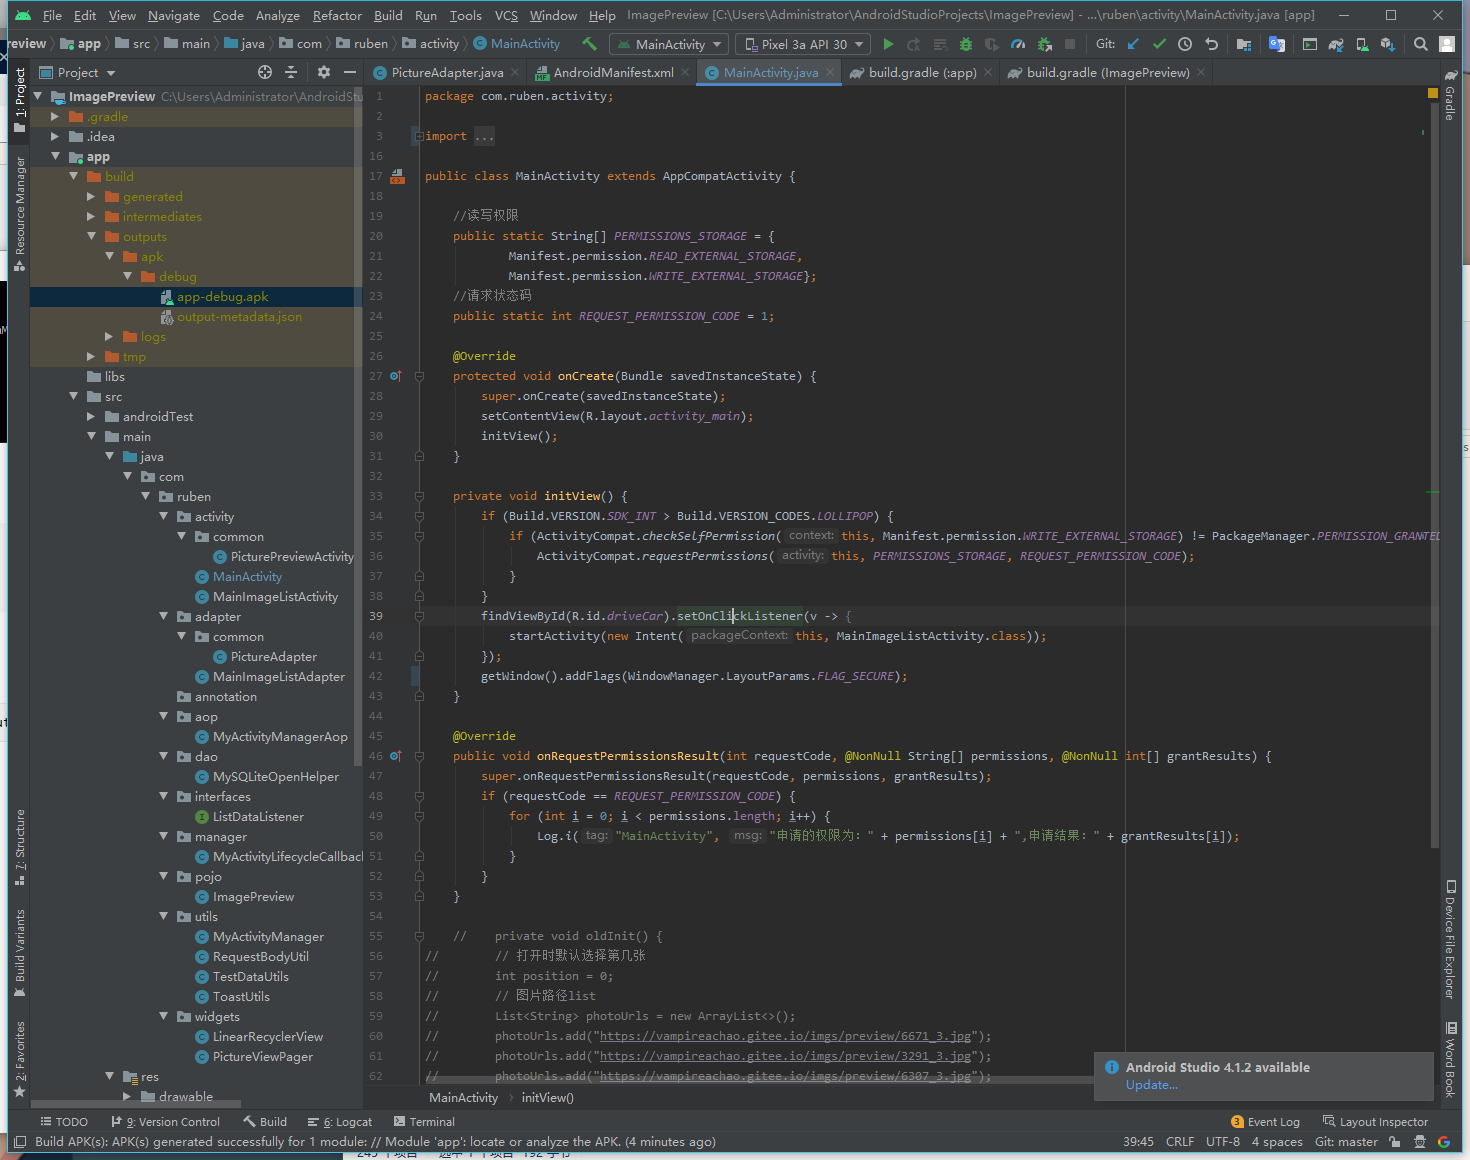 File Edit View Navigate Code Analyze Refactor Build Run Tools VCS Window Help ImagePreview [C:\Users\Administrator\AndroidStudioProjects\ImagePreview] - ...\ruben\activity\MainActivity.java [app]
review app src main java com ruben activity MainActivity MainActivity Pixel 3a API 30 Git:
Project PictureAdapter.java AndroidManifest.xml MainActivity.java build.gradle (:app) build.gradle (ImagePreview)
1: Project
Resource Manager
7: Structure
Build Variants
2: Favorites
ImagePreview C:\Users\Administrator\AndroidStu
.gradle
.idea
app
build
generated
intermediates
outputs
apk
debug
app-debug.apk
output-metadata.json
logs
tmp
libs
src
androidTest
main
java
com
ruben
activity
common
PicturePreviewActivity
MainActivity
MainImageListActivity
adapter
common
PictureAdapter
MainImageListAdapter
annotation
aop
MyActivityManagerAop
dao
MySQLiteOpenHelper
interfaces
ListDataListener
manager
MyActivityLifecycleCallbac
pojo
ImagePreview
utils
MyActivityManager
RequestBodyUtil
TestDataUtils
ToastUtils
widgets
LinearRecyclerView
PictureViewPager
res
drawable
1 package com.ruben.activity;
2
3 import ...
16
17 public class MainActivity extends AppCompatActivity {
18
19 //读写权限
20 public static String[] PERMISSIONS_STORAGE = {
21 Manifest.permission.READ_EXTERNAL_STORAGE,
22 Manifest.permission.WRITE_EXTERNAL_STORAGE};
23 //请求状态码
24 public static int REQUEST_PERMISSION_CODE = 1;
25
26 @Override
27 protected void onCreate(Bundle savedInstanceState) {
28 super.onCreate(savedInstanceState);
29 setContentView(R.layout.activity_main);
30 initView();
31 }
32
33 private void initView() {
34 if (Build.VERSION.SDK_INT > Build.VERSION_CODES.LOLLIPOP) {
35 if (ActivityCompat.checkSelfPermission( context: this, Manifest.permission.WRITE_EXTERNAL_STORAGE) != PackageManager.PERMISSION_GRANTED
36 ActivityCompat.requestPermissions( activity: this, PERMISSIONS_STORAGE, REQUEST_PERMISSION_CODE);
37 }
38 }
39 findViewById(R.id.driveCar).setOnClickListener(v -> {
40 startActivity(new Intent( packageContext: this, MainImageListActivity.class));
41 });
42 getWindow().addFlags(WindowManager.LayoutParams.FLAG_SECURE);
43 }
44
45 @Override
46 public void onRequestPermissionsResult(int requestCode, @NonNull String[] permissions, @NonNull int[] grantResults) {
47 super.onRequestPermissionsResult(requestCode, permissions, grantResults);
48 if (requestCode == REQUEST_PERMISSION_CODE) {
49 for (int i = 0; i < permissions.length; i++) {
50 Log.i( tag: "MainActivity", msg: "申请的权限为：" + permissions[i] + ",申请结果：" + grantResults[i]);
51 }
52 }
53 }
54
55 // private void oldInit() {
56 // // 打开时默认选择第几张
57 // int position = 0;
58 // // 图片路径list
59 // List<String> photoUrls = new ArrayList<>();
60 // photoUrls.add("https://vampireachao.gitee.io/imgs/preview/6671_3.jpg");
61 // photoUrls.add("https://vampireachao.gitee.io/imgs/preview/3291_3.jpg");
62 // photoUrls.add("https://vampireachao.gitee.io/imgs/preview/6307_3.jpg");
Gradle
Device File Explorer
Word Book
Android Studio 4.1.2 available
Update...
MainActivity › initView()
TODO 9: Version Control Build 6: Logcat Terminal 3 Event Log Layout Inspector
Build APK(s): APK(s) generated successfully for 1 module: // Module 'app': locate or analyze the APK. (4 minutes ago) 39:45 CRLF UTF-8 4 spaces Git: master